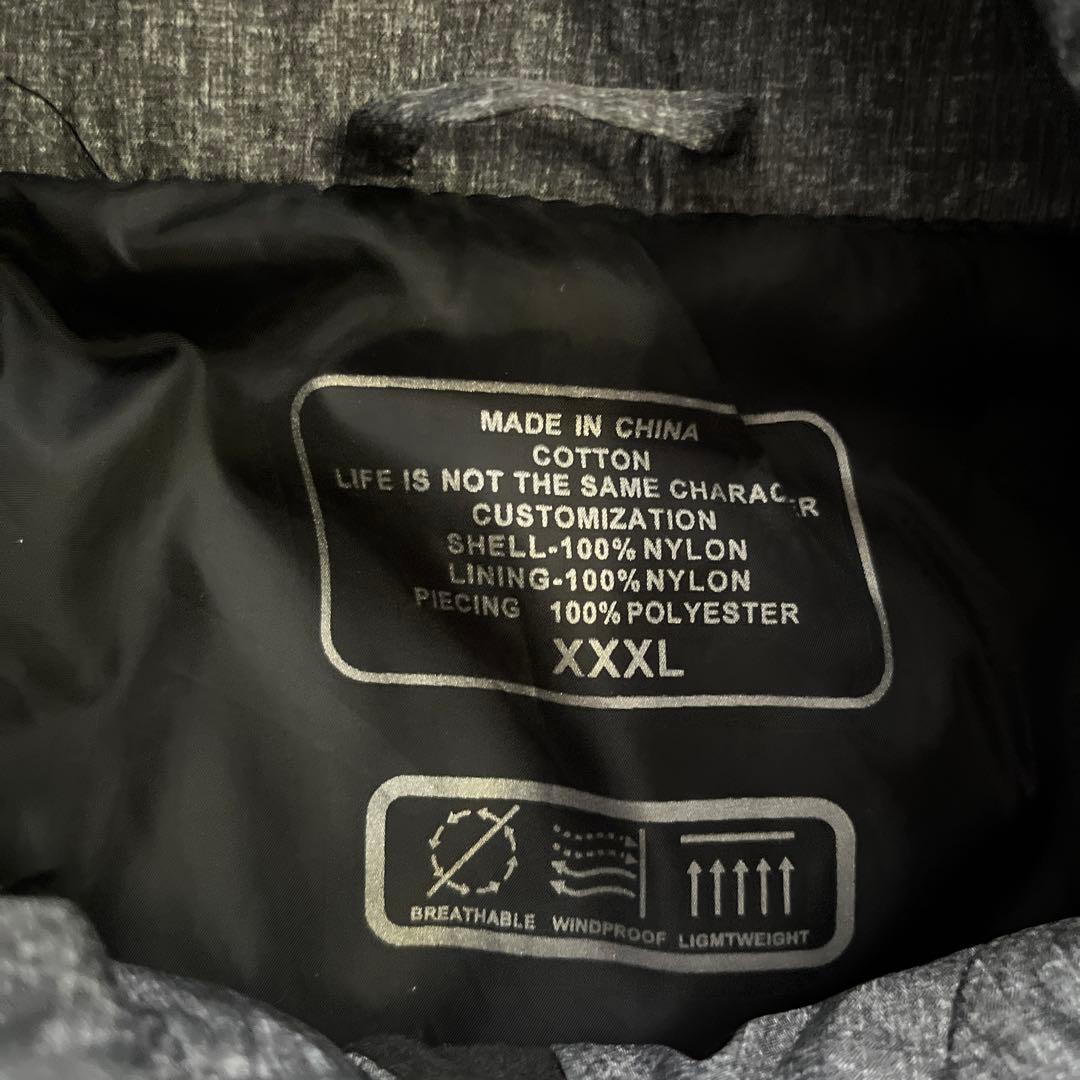 MADE IN CHINA
COTTON
LIFE IS NOT THE SAME CHARACTER
CUSTOMIZATION
SHELL-100% NYLON
LINING-100% NYLON
PIECING 100% POLYESTER
XXXL
BREATHABLE WINDPROOF LIGMTWEIGHT